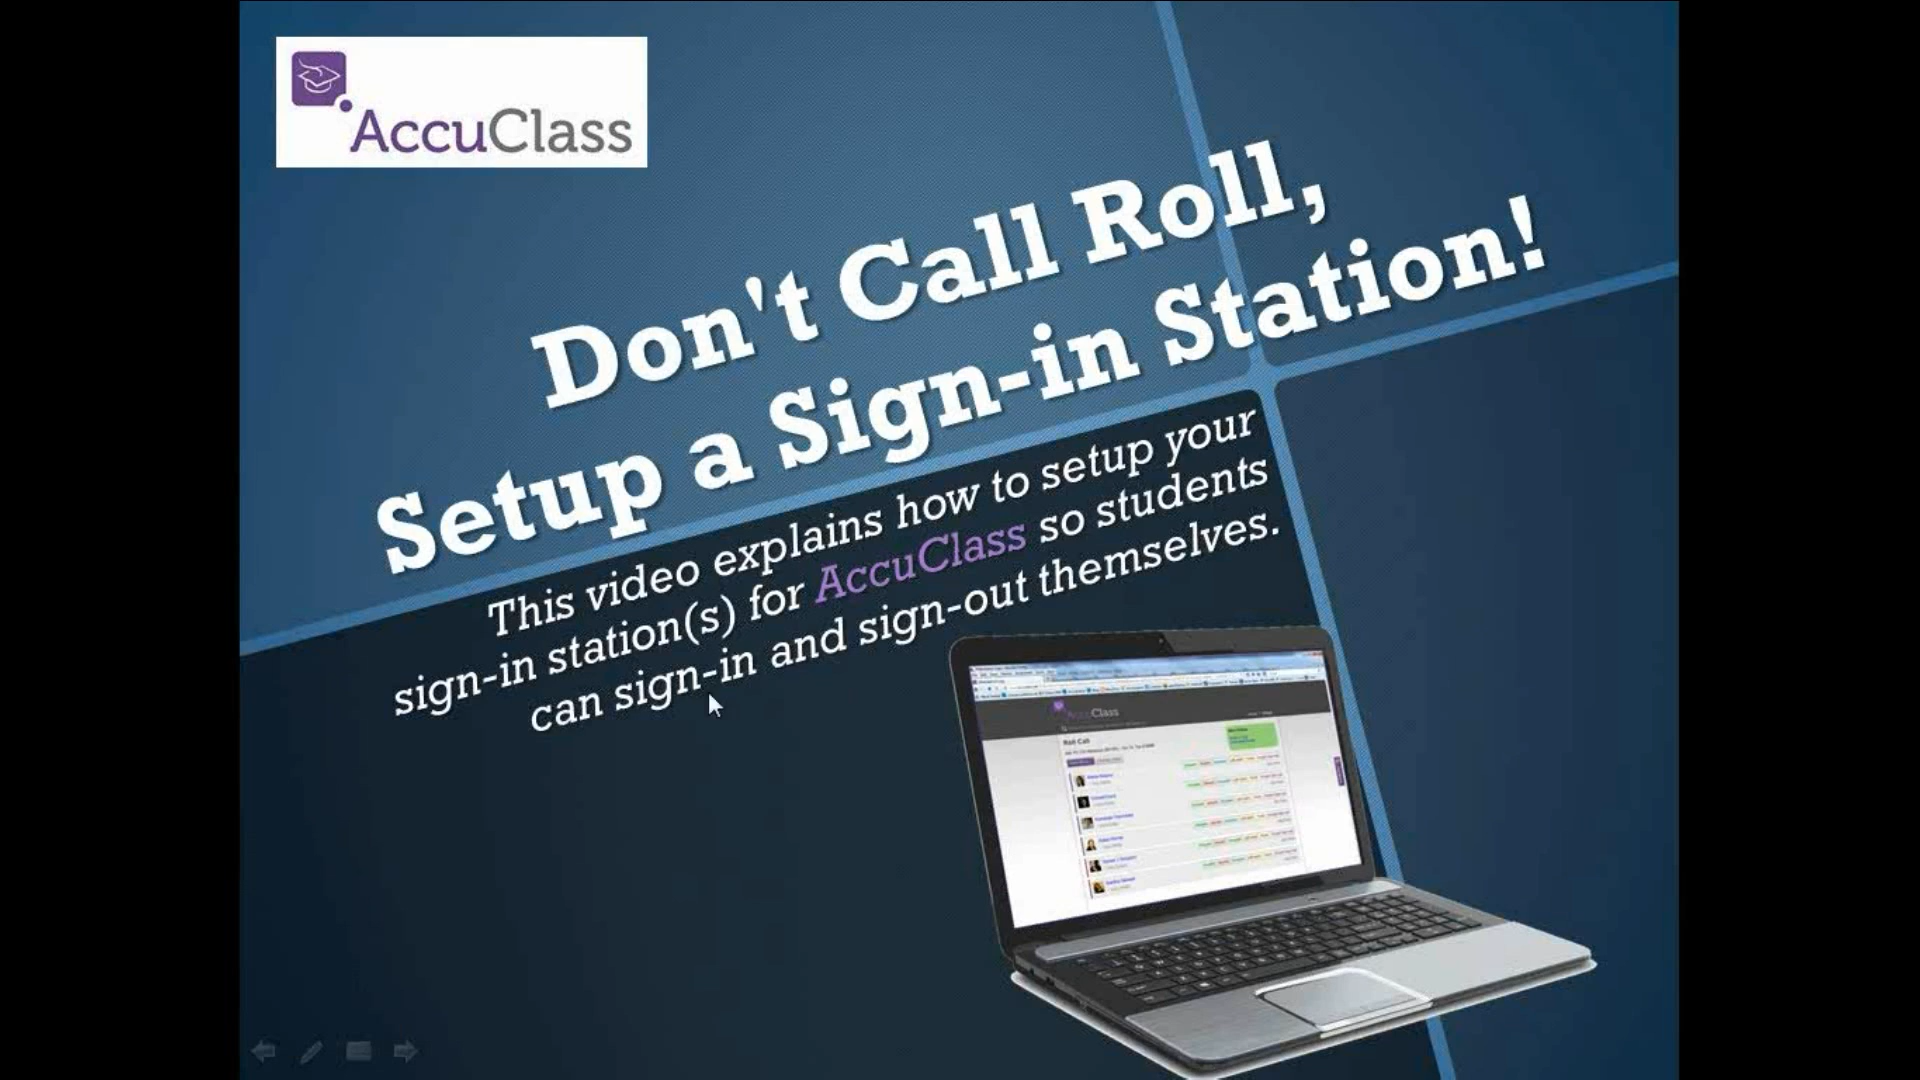 AccuClass
Don't Call Roll,
Setup a Sign-in Station!
This video explains how to setup your
sign-in station(s) for AccuClass so students
can sign-in and sign-out themselves.
AccuClass
Roll Call